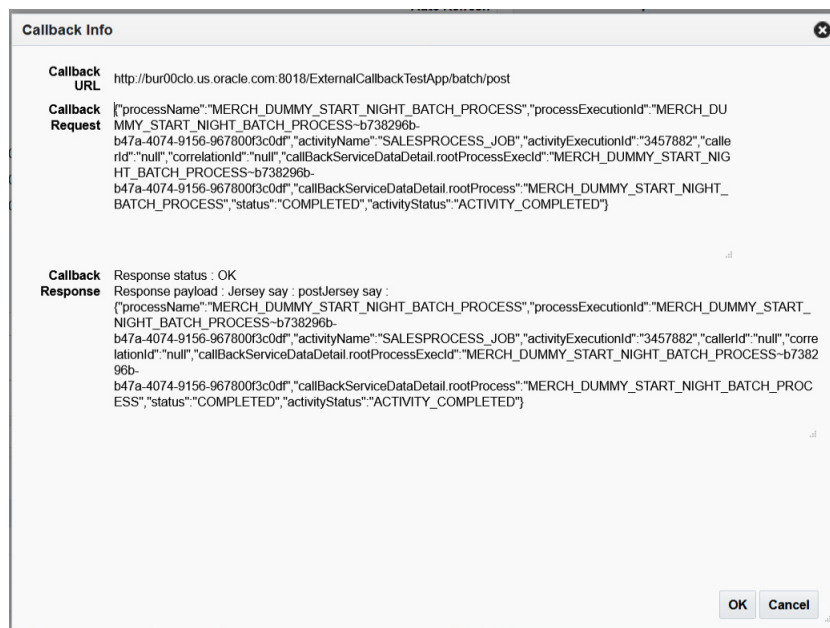 Callback Info
Callback URL
http://bur00clo.us.oracle.com:8018/ExternalCallbackTestApp/batch/post
Callback Request
{"processName":"MERCH_DUMMY_START_NIGHT_BATCH_PROCESS","processExecutionId":"MERCH_DU
MMY_START_NIGHT_BATCH_PROCESS~b738296b-
b47a-4074-9156-967800f3c0df","activityName":"SALESPROCESS_JOB","activityExecutionId":"3457882","calle
rId":"null","correlationId":"null","callBackServiceDataDetail.rootProcessExecId":"MERCH_DUMMY_START_NIG
HT_BATCH_PROCESS~b738296b-
b47a-4074-9156-967800f3c0df","callBackServiceDataDetail.rootProcess":"MERCH_DUMMY_START_NIGHT_
BATCH_PROCESS","status":"COMPLETED","activityStatus":"ACTIVITY_COMPLETED"}
Callback Response
Response status : OK
Response payload : Jersey say : postJersey say :
{"processName":"MERCH_DUMMY_START_NIGHT_BATCH_PROCESS","processExecutionId":"MERCH_DUMMY_START_
NIGHT_BATCH_PROCESS~b738296b-
b47a-4074-9156-967800f3c0df","activityName":"SALESPROCESS_JOB","activityExecutionId":"3457882","callerId":"null","corre
lationId":"null","callBackServiceDataDetail.rootProcessExecId":"MERCH_DUMMY_START_NIGHT_BATCH_PROCESS~b7382
96b-
b47a-4074-9156-967800f3c0df","callBackServiceDataDetail.rootProcess":"MERCH_DUMMY_START_NIGHT_BATCH_PROC
ESS","status":"COMPLETED","activityStatus":"ACTIVITY_COMPLETED"}
OK
Cancel